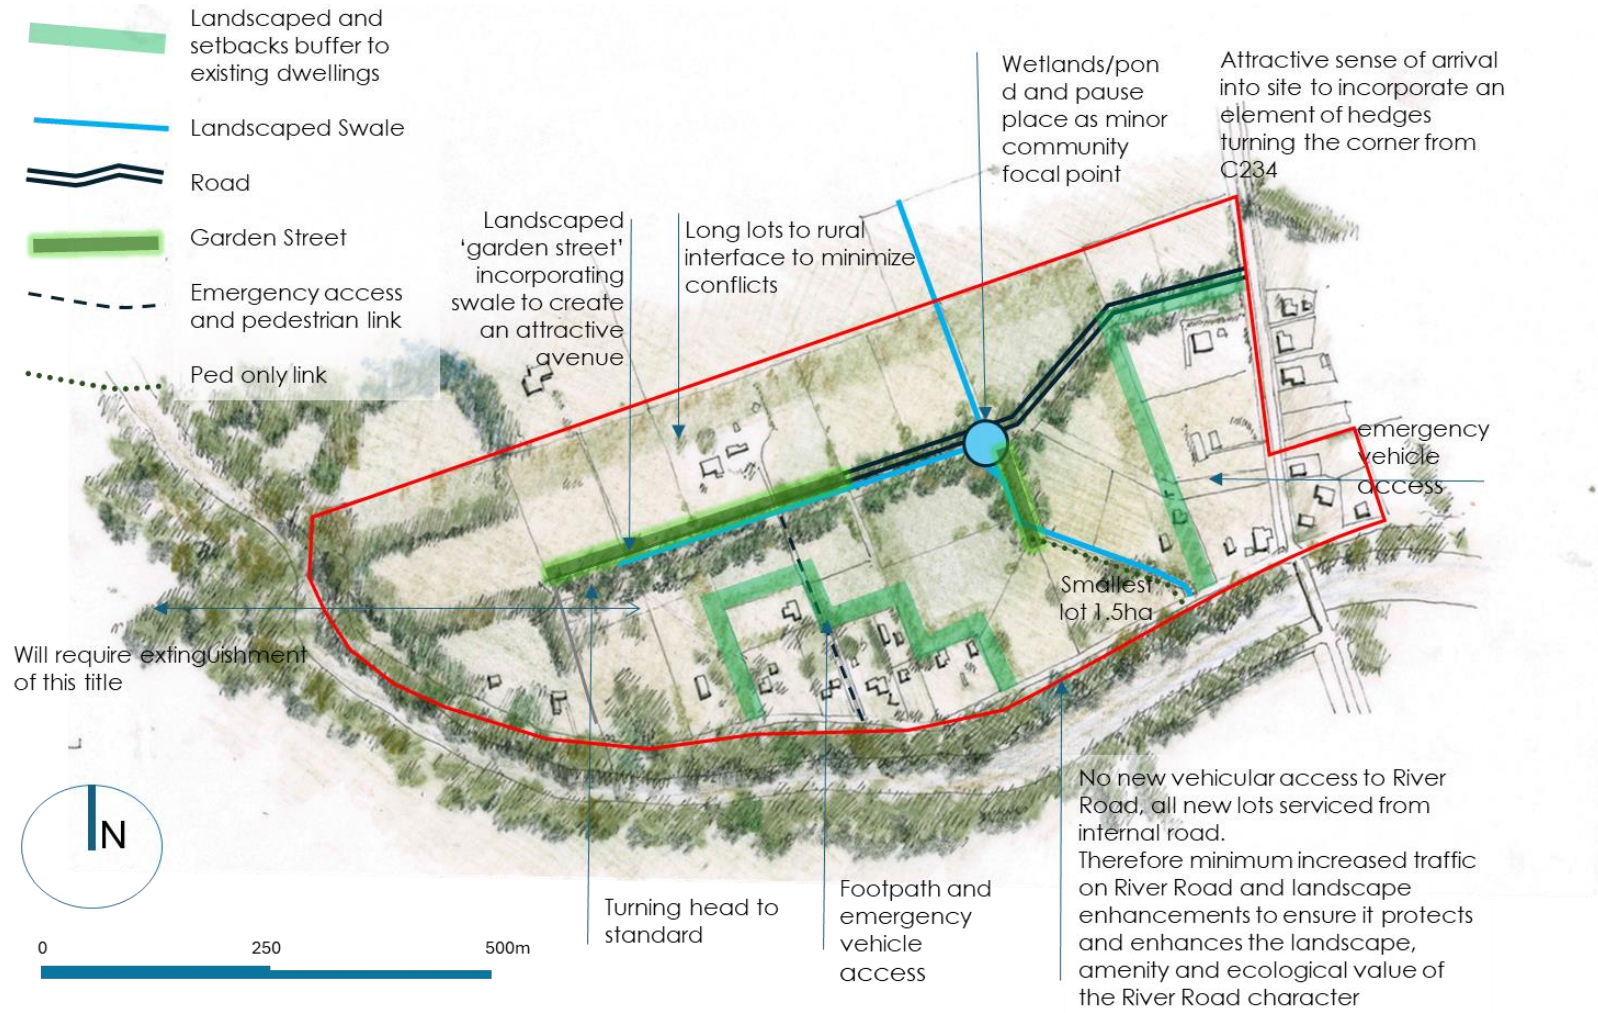 Landscaped and
setbacks buffer to
existing dwellings
Landscaped Swale
Road
Garden Street
Emergency access
and pedestrian link
Ped only link
Landscaped
‘garden street’
incorporating
swale to create
an attractive
avenue
Long lots to rural
interface to minimize
conflicts
Wetlands/pon
d and pause
place as minor
community
focal point
Attractive sense of arrival
into site to incorporate an
element of hedges
turning the corner from
C234
emergency
vehicle
access
Smallest
lot 1.5ha
Will require extinguishment
of this title
N
0 250 500m
Turning head to
standard
Footpath and
emergency
vehicle
access
No new vehicular access to River
Road, all new lots serviced from
internal road.
Therefore minimum increased traffic
on River Road and landscape
enhancements to ensure it protects
and enhances the landscape,
amenity and ecological value of
the River Road character